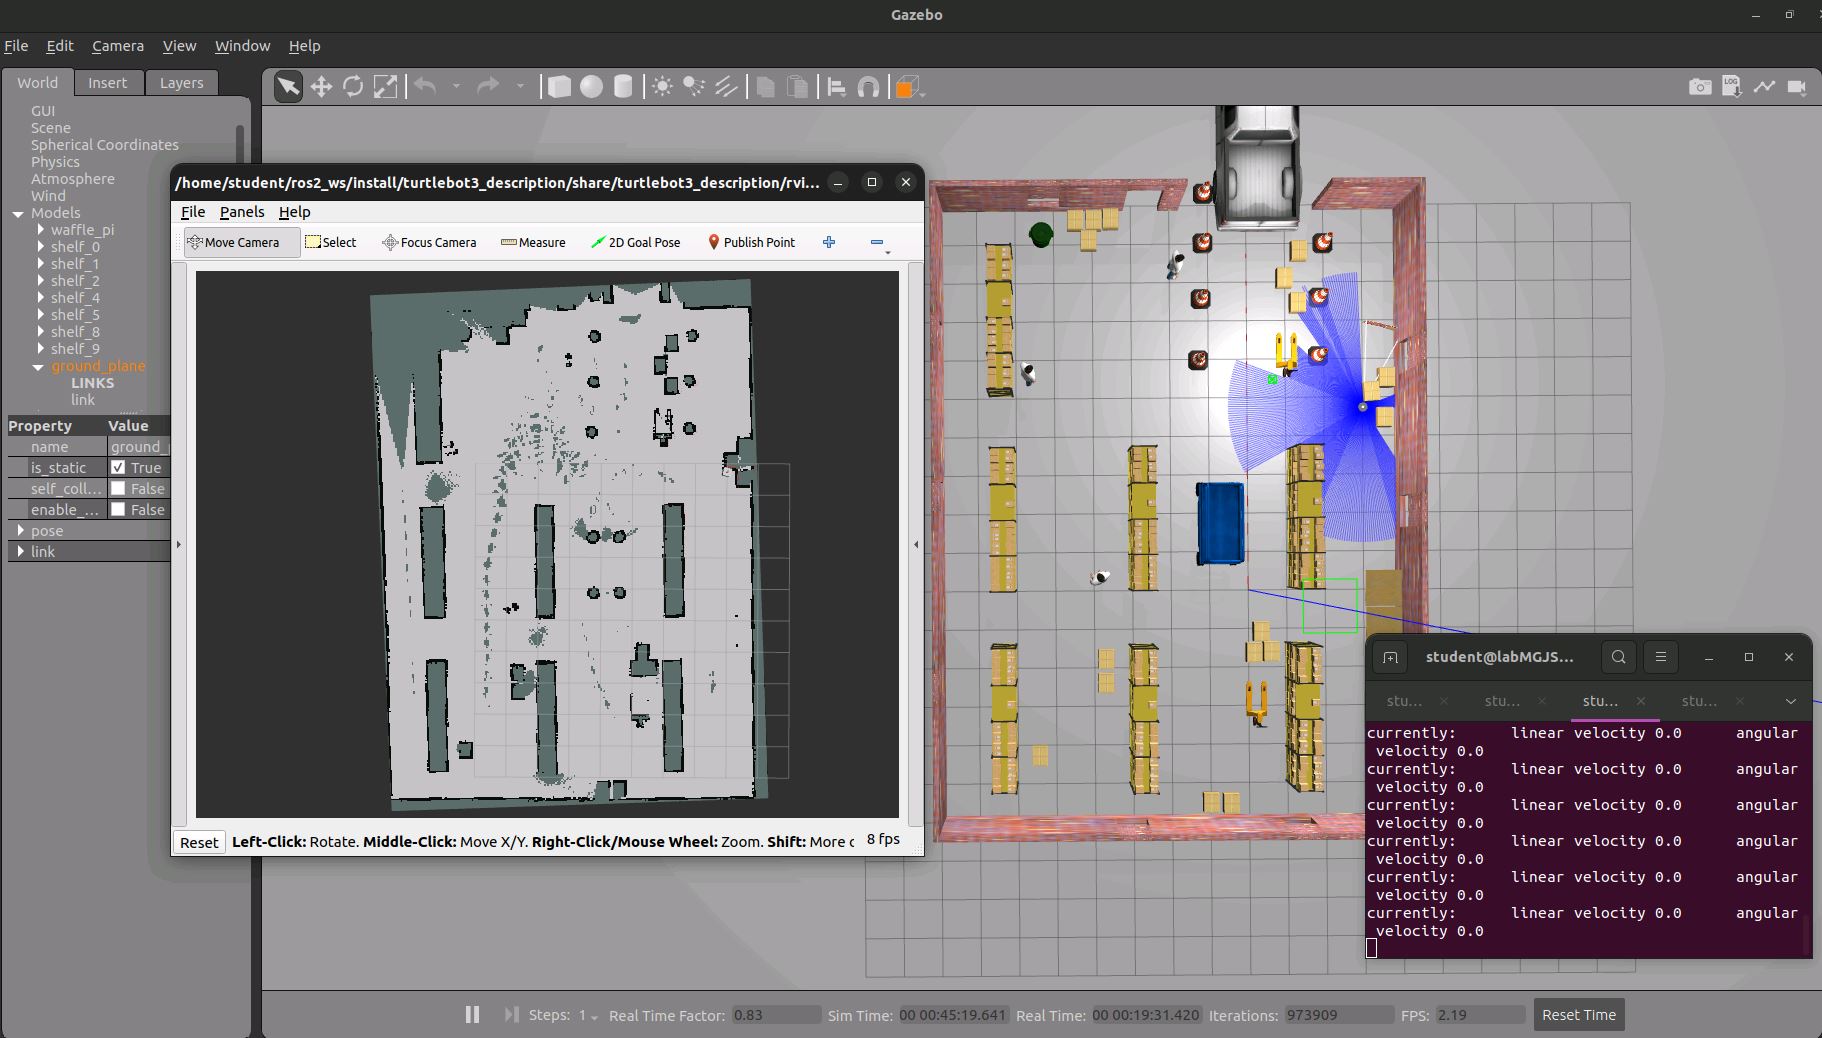 Gazebo
File Edit Camera View Window Help
World Insert Layers
GUI
Scene
Spherical Coordinates
Physics
Atmosphere
Wind
Models
waffle_pi
shelf_0
shelf_1
shelf_2
shelf_4
shelf_5
shelf_8
shelf_9
ground_plane
LINKS
link
Property Value
name ground_
is_static True
self_coll... False
enable_... False
pose
link
LOG
/home/student/ros2_ws/install/turtlebot3_description/share/turtlebot3_description/rvi...
File Panels Help
Move Camera Select Focus Camera Measure 2D Goal Pose Publish Point
Reset Left-Click: Rotate. Middle-Click: Move X/Y. Right-Click/Mouse Wheel: Zoom. Shift: More 8 fps
student@labMGJS...
stu... stu... stu... stu...
currently: linear velocity 0.0 angular
velocity 0.0
currently: linear velocity 0.0 angular
velocity 0.0
currently: linear velocity 0.0 angular
velocity 0.0
currently: linear velocity 0.0 angular
velocity 0.0
currently: linear velocity 0.0 angular
velocity 0.0
currently: linear velocity 0.0 angular
velocity 0.0
Steps: 1 Real Time Factor: 0.83 Sim Time: 00 00:45:19.641 Real Time: 00 00:19:31.420 Iterations: 973909 FPS: 2.19 Reset Time